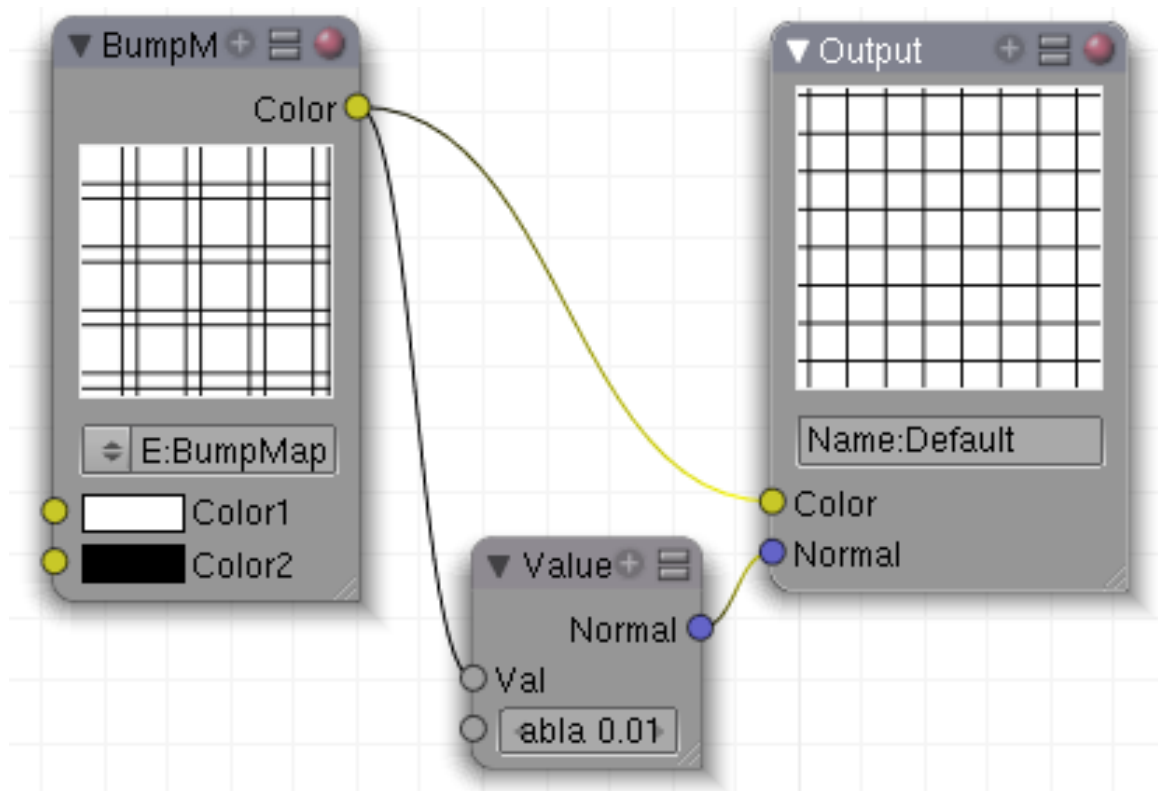 BumpM
Color
E:BumpMap
Color1
Color2
Value
Normal
Val
abla 0.01
Output
Name:Default
Color
Normal